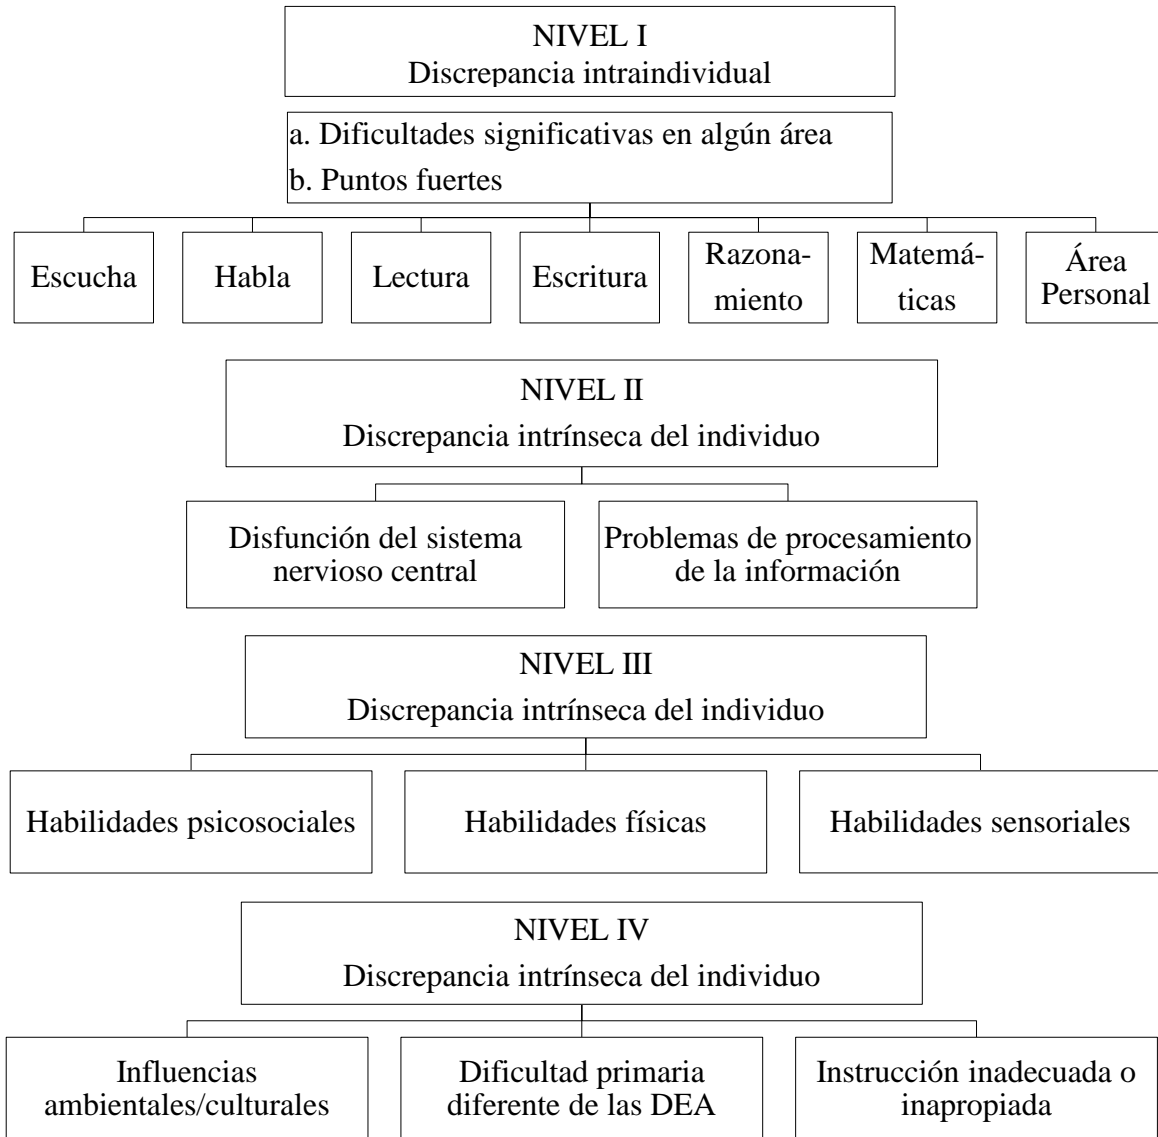 NIVEL I
Discrepancia intraindividual
a. Dificultades significativas en algún área
b. Puntos fuertes
Escucha
Habla
Lectura
Escritura
Razona-
miento
Matemá-
ticas
Área
Personal
NIVEL II
Discrepancia intrínseca del individuo
Disfunción del sistema
nervioso central
Problemas de procesamiento
de la información
NIVEL III
Discrepancia intrínseca del individuo
Habilidades psicosociales
Habilidades físicas
Habilidades sensoriales
NIVEL IV
Discrepancia intrínseca del individuo
Influencias
ambientales/culturales
Dificultad primaria
diferente de las DEA
Instrucción inadecuada o
inapropiada